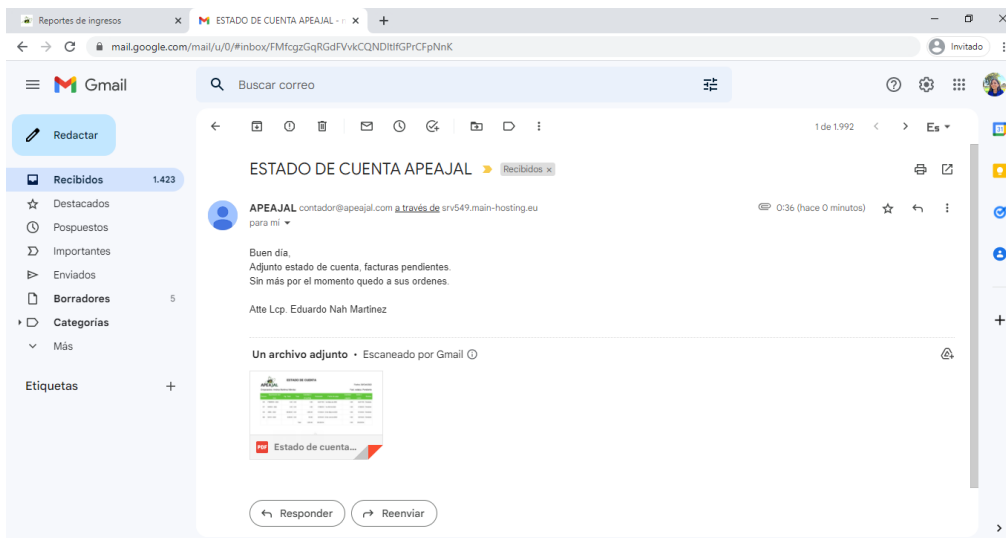 Reportes de ingresos
ESTADO DE CUENTA APEAJAL -
mail.google.com/mail/u/0/#inbox/FMfcgzGqRGdFVvkCQNDltlfGPrCFpNnK
Invitado
Gmail
Buscar correo
Redactar
1 de 1.992
Es
Recibidos 1.423
Destacados
Pospuestos
Importantes
Enviados
Borradores 5
Categorías
Más
Etiquetas
ESTADO DE CUENTA APEAJAL Recibidos x
APEAJAL contador@apeajal.com a través de srv549.main-hosting.eu 0:36 (hace 0 minutos)
para mí
Buen día,
Adjunto estado de cuenta, facturas pendientes.
Sin más por el momento quedo a sus ordenes.
Atte Lcp. Eduardo Nah Martinez
Un archivo adjunto • Escaneado por Gmail
APEAJAL
ESTADO DE CUENTA
PDF Estado de cuenta...
Responder
Reenviar
31